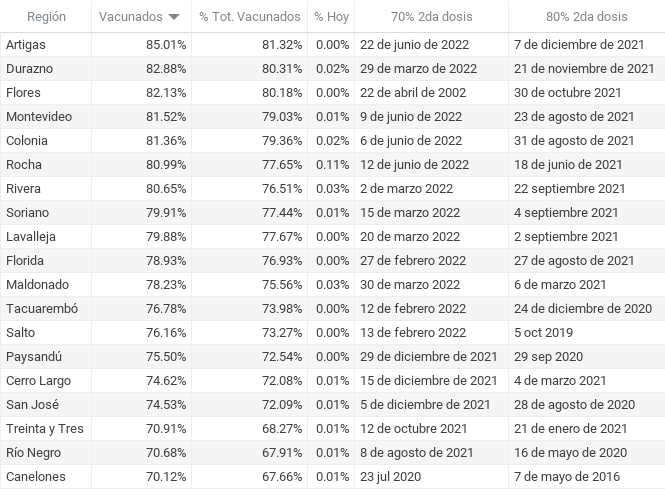 Región Vacunados % Tot. Vacunados % Hoy 70% 2da dosis 80% 2da dosis
Artigas 85.01% 81.32% 0.00% 22 de junio de 2022 7 de diciembre de 2021
Durazno 82.88% 80.31% 0.02% 29 de marzo de 2022 21 de noviembre de 2021
Flores 82.13% 80.18% 0.00% 22 de abril de 2002 30 de octubre 2021
Montevideo 81.52% 79.03% 0.01% 9 de junio de 2022 23 de agosto de 2021
Colonia 81.36% 79.36% 0.02% 6 de junio de 2022 31 de agosto de 2021
Rocha 80.99% 77.65% 0.11% 12 de junio de 2022 18 de junio de 2021
Rivera 80.65% 76.51% 0.03% 2 de marzo 2022 22 septiembre 2021
Soriano 79.91% 77.44% 0.01% 15 de marzo de 2022 4 septiembre 2021
Lavalleja 79.88% 77.67% 0.00% 20 de marzo de 2022 2 septiembre 2021
Florida 78.93% 76.93% 0.00% 27 de febrero 2022 27 de agosto de 2021
Maldonado 78.23% 75.56% 0.03% 30 de marzo de 2022 6 de marzo 2021
Tacuarembó 76.78% 73.98% 0.00% 12 de febrero 2022 24 de diciembre de 2020
Salto 76.16% 73.27% 0.00% 13 de febrero 2022 5 oct 2019
Paysandú 75.50% 72.54% 0.00% 29 de diciembre de 2021 29 sep 2020
Cerro Largo 74.62% 72.08% 0.01% 15 de diciembre de 2021 4 de marzo 2021
San José 74.53% 72.09% 0.01% 5 de diciembre de 2021 28 de agosto de 2020
Treinta y Tres 70.91% 68.27% 0.01% 12 de octubre 2021 21 de enero de 2021
Río Negro 70.68% 67.91% 0.01% 8 de agosto de 2021 16 de mayo de 2020
Canelones 70.12% 67.66% 0.01% 23 jul 2020 7 de mayo de 2016